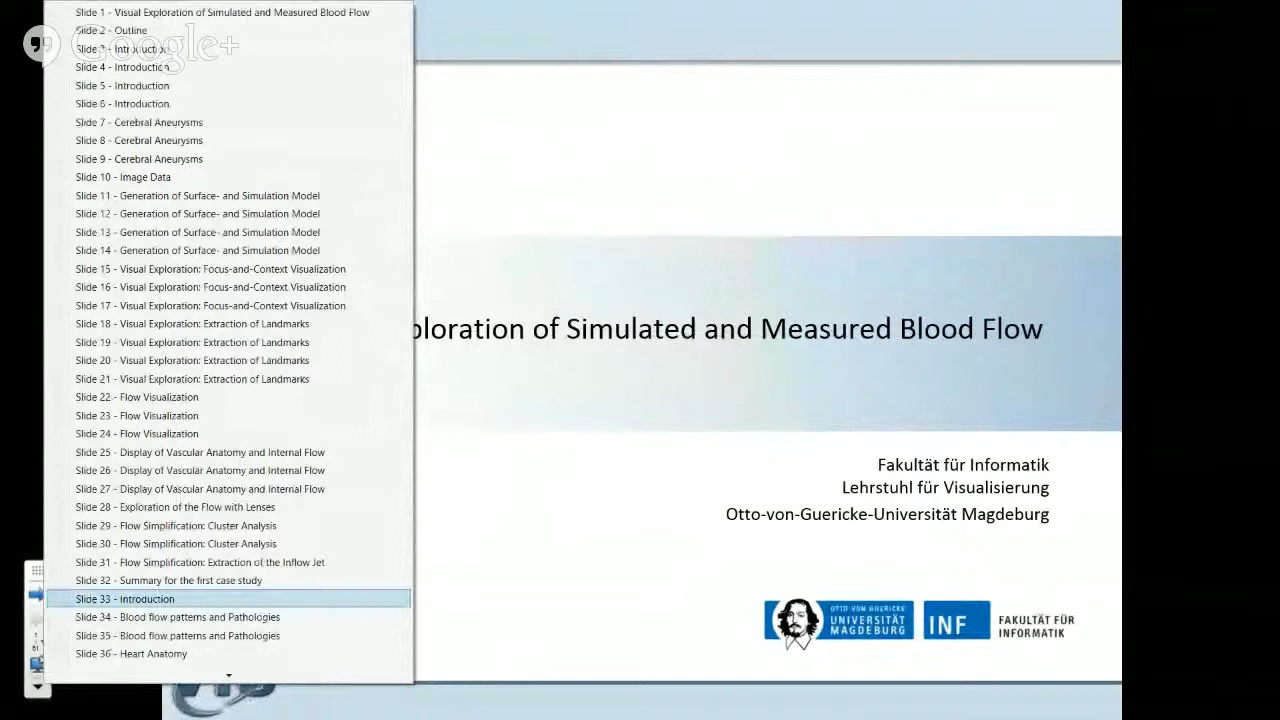 Slide 1 - Visual Exploration of Simulated and Measured Blood Flow
Slide 2 - Outline
Slide 3 - Introduction
Slide 4 - Introduction
Slide 5 - Introduction
Slide 6 - Introduction
Slide 7 - Cerebral Aneurysms
Slide 8 - Cerebral Aneurysms
Slide 9 - Cerebral Aneurysms
Slide 10 - Image Data
Slide 11 - Generation of Surface- and Simulation Model
Slide 12 - Generation of Surface- and Simulation Model
Slide 13 - Generation of Surface- and Simulation Model
Slide 14 - Generation of Surface- and Simulation Model
Slide 15 - Visual Exploration: Focus-and-Context Visualization
Slide 16 - Visual Exploration: Focus-and-Context Visualization
Slide 17 - Visual Exploration: Focus-and-Context Visualization
Slide 18 - Visual Exploration: Extraction of Landmarks
Slide 19 - Visual Exploration: Extraction of Landmarks
Slide 20 - Visual Exploration: Extraction of Landmarks
Slide 21 - Visual Exploration: Extraction of Landmarks
Slide 22 - Flow Visualization
Slide 23 - Flow Visualization
Slide 24 - Flow Visualization
Slide 25 - Display of Vascular Anatomy and Internal Flow
Slide 26 - Display of Vascular Anatomy and Internal Flow
Slide 27 - Display of Vascular Anatomy and Internal Flow
Slide 28 - Exploration of the Flow with Lenses
Slide 29 - Flow Simplification: Cluster Analysis
Slide 30 - Flow Simplification: Cluster Analysis
Slide 31 - Flow Simplification: Extraction of the Inflow Jet
Slide 32 - Summary for the first case study
Slide 33 - Introduction
Slide 34 - Blood flow patterns and Pathologies
Slide 35 - Blood flow patterns and Pathologies
Slide 36 - Heart Anatomy
Google+
ploration of Simulated and Measured Blood Flow
Fakultät für Informatik
Lehrstuhl für Visualisierung
Otto-von-Guericke-Universität Magdeburg
OTTO VON GUERICKE
UNIVERSITÄT
MAGDEBURG
INF
FAKULTÄT FÜR
INFORMATIK